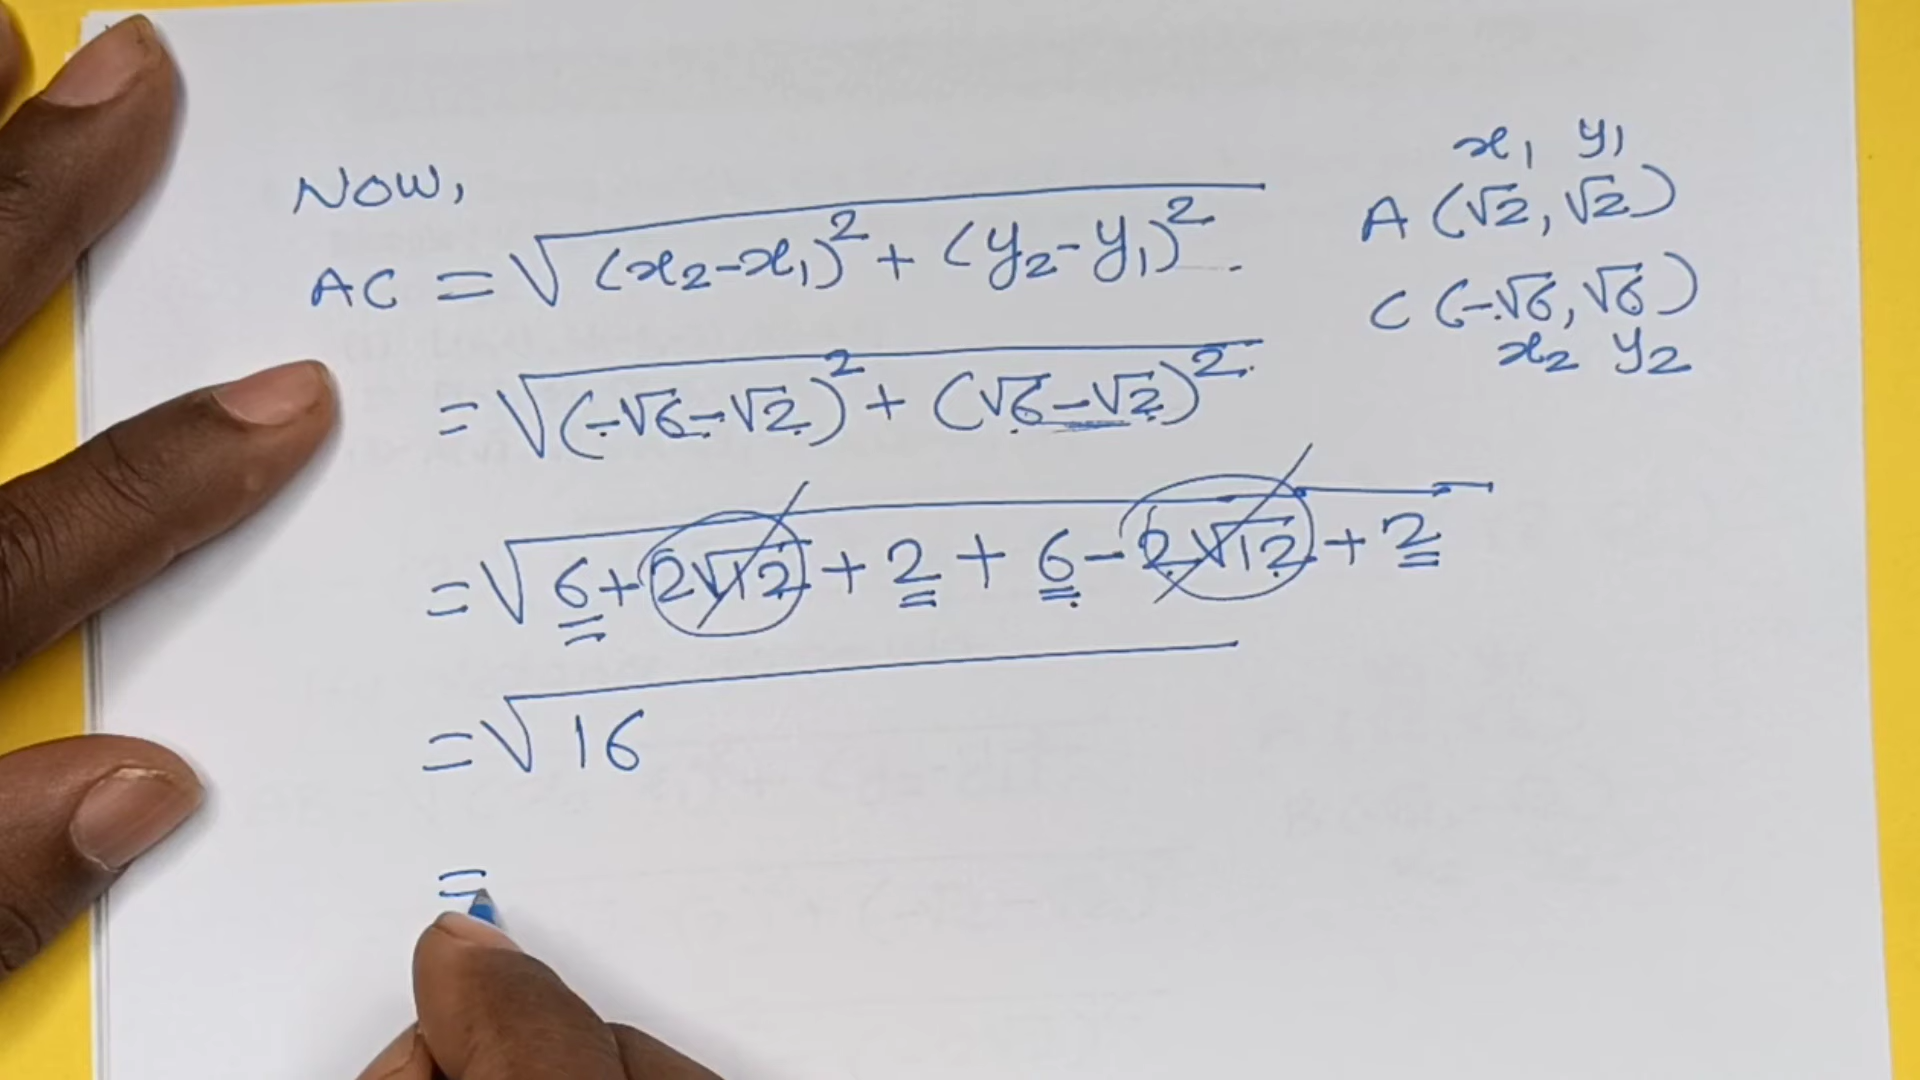 Now,
x₁ y₁
A (√2, √2)
AC = √(x₂-x₁)² + (y₂-y₁)²
C (-√6, √6)
x₂ y₂
= √(-√6-√2)² + (√6-√2)²
= √6+2√12+2+6-2√12+2
= √16
=